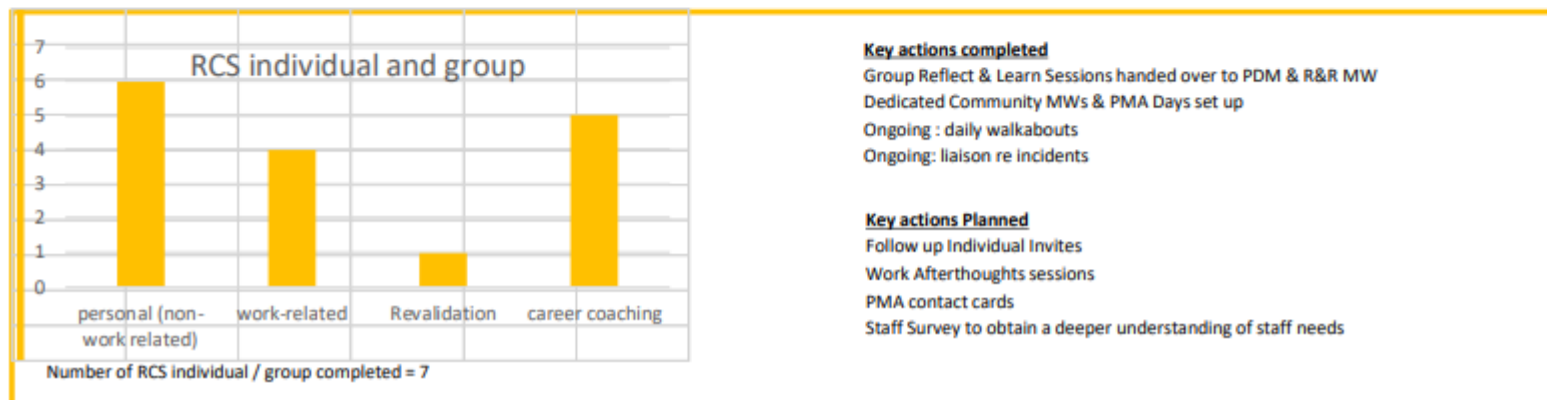 RCS individual and group
7
6
5
4
3
2
1
0
personal (non-
work related)
work-related
Revalidation
career coaching
Number of RCS individual / group completed = 7
Key actions completed
Group Reflect & Learn Sessions handed over to PDM & R&R MW
Dedicated Community MWs & PMA Days set up
Ongoing : daily walkabouts
Ongoing: liaison re incidents
Key actions Planned
Follow up Individual Invites
Work Afterthoughts sessions
PMA contact cards
Staff Survey to obtain a deeper understanding of staff needs